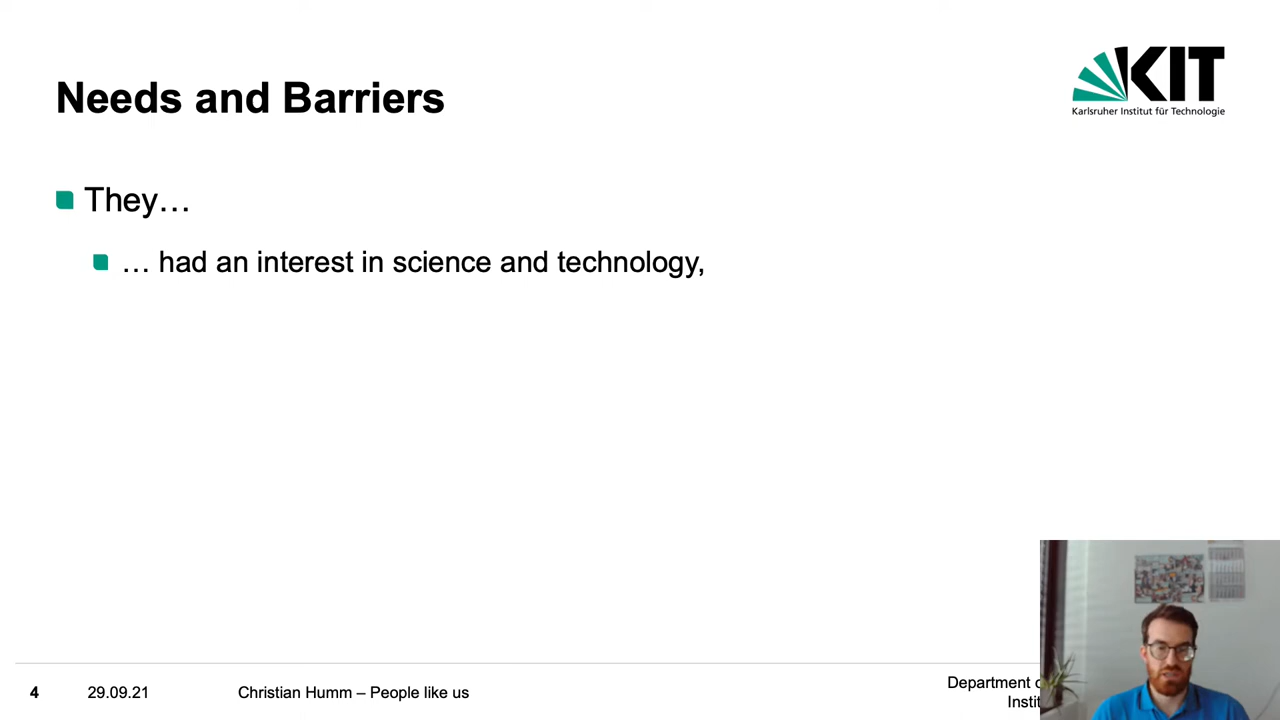 Needs and Barriers
KIT
Karlsruher Institut für Technologie
They…
… had an interest in science and technology,
4
29.09.21
Christian Humm – People like us
Department